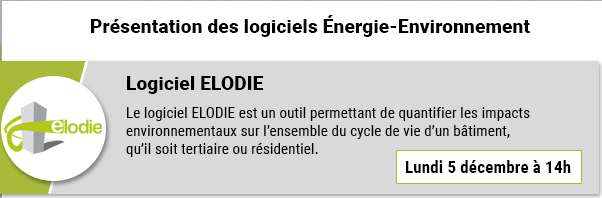 Présentation des logiciels Énergie-Environnement
Logiciel ELODIE
elodie
Le logiciel ELODIE est un outil permettant de quantifier les impacts
environnementaux sur l'ensemble du cycle de vie d'un bâtiment,
qu'il soit tertiaire ou résidentiel.
Lundi 5 décembre à 14h